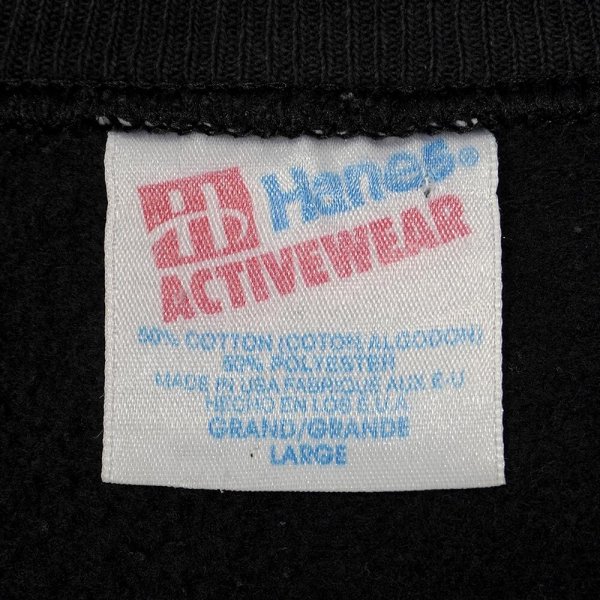 Hanes®
ACTIVEWEAR
50% COTTON (COTON, ALGODON)
50% POLYESTER
MADE IN USA FABRIQUE AUX É-U
HECHO EN LOS E.U.A.
GRAND/GRANDE
LARGE